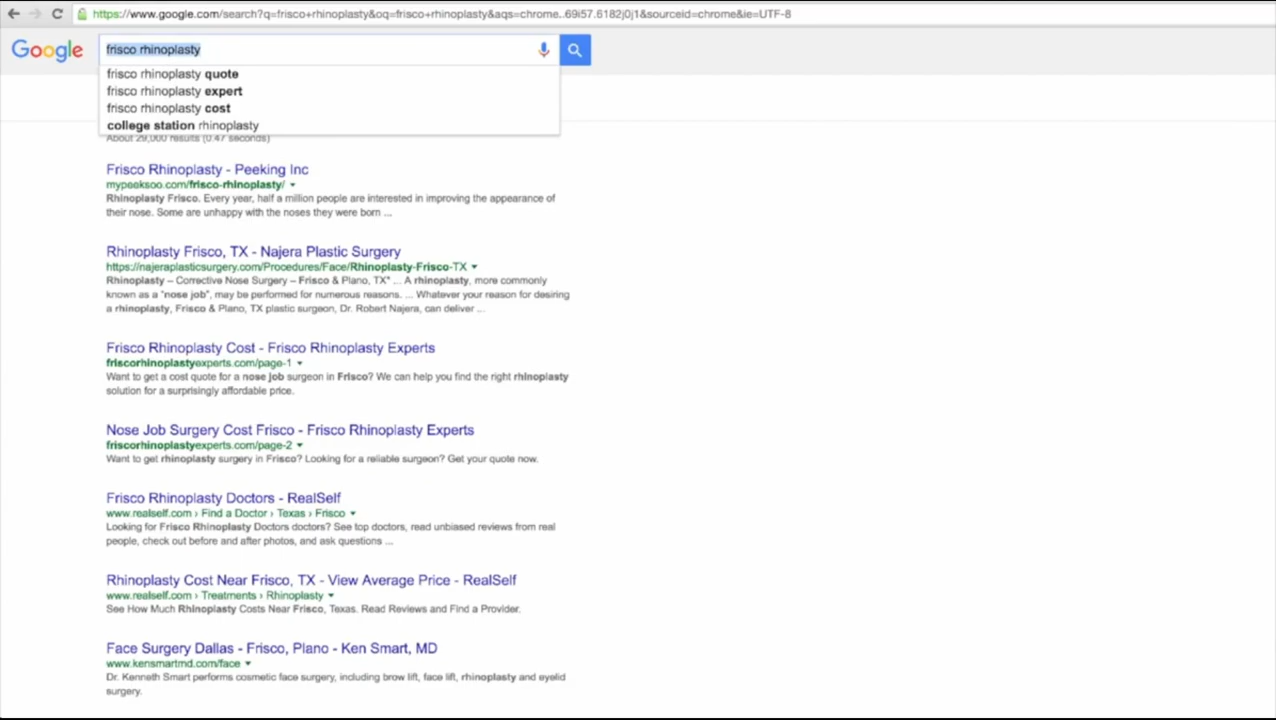 https://www.google.com/search?q=frisco+rhinoplasty&oq=frisco+rhinoplasty&aqs=chrome..69i57.6182j0j1&sourceid=chrome&ie=UTF-8
Google
frisco rhinoplasty
frisco rhinoplasty quote
frisco rhinoplasty expert
frisco rhinoplasty cost
college station rhinoplasty
About 29,000 results (0.47 seconds)
Frisco Rhinoplasty - Peeking Inc
mypeeksoo.com/frisco-rhinoplasty/
Rhinoplasty Frisco. Every year, half a million people are interested in improving the appearance of
their nose. Some are unhappy with the noses they were born ...
Rhinoplasty Frisco, TX - Najera Plastic Surgery
https://najeraplasticsurgery.com/Procedures/Face/Rhinoplasty-Frisco-TX
Rhinoplasty – Corrective Nose Surgery – Frisco & Plano, TX* ... A rhinoplasty, more commonly
known as a "nose job", may be performed for numerous reasons. ... Whatever your reason for desiring
a rhinoplasty, Frisco & Plano, TX plastic surgeon, Dr. Robert Najera, can deliver ...
Frisco Rhinoplasty Cost - Frisco Rhinoplasty Experts
friscorhinoplastyexperts.com/page-1
Want to get a cost quote for a nose job surgeon in Frisco? We can help you find the right rhinoplasty
solution for a surprisingly affordable price.
Nose Job Surgery Cost Frisco - Frisco Rhinoplasty Experts
friscorhinoplastyexperts.com/page-2
Want to get rhinoplasty surgery in Frisco? Looking for a reliable surgeon? Get your quote now.
Frisco Rhinoplasty Doctors - RealSelf
www.realself.com › Find a Doctor › Texas › Frisco
Looking for Frisco Rhinoplasty Doctors doctors? See top doctors, read unbiased reviews from real
people, check out before and after photos, and ask questions ...
Rhinoplasty Cost Near Frisco, TX - View Average Price - RealSelf
www.realself.com › Treatments › Rhinoplasty
See How Much Rhinoplasty Costs Near Frisco, Texas. Read Reviews and Find a Provider.
Face Surgery Dallas - Frisco, Plano - Ken Smart, MD
www.kensmartmd.com/face
Dr. Kenneth Smart performs cosmetic face surgery, including brow lift, face lift, rhinoplasty and eyelid
surgery.